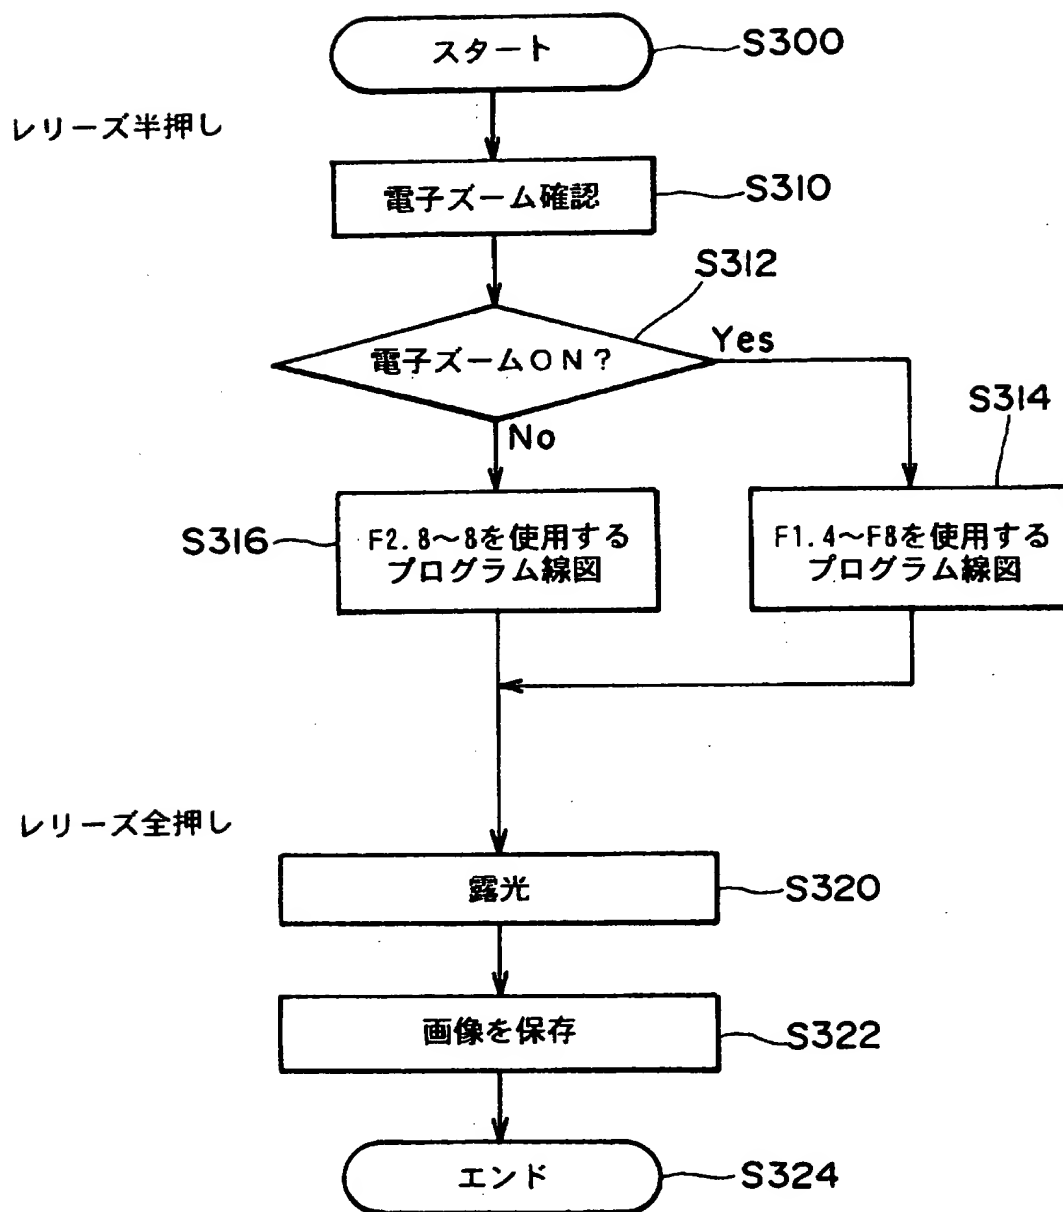 スタート
S300
レリーズ半押し
電子ズーム確認
S310
S312
電子ズームON?
Yes
No
S314
S316
F2.8～8を使用する
プログラム線図
F1.4～F8を使用する
プログラム線図
レリーズ全押し
露光
S320
画像を保存
S322
エンド
S324